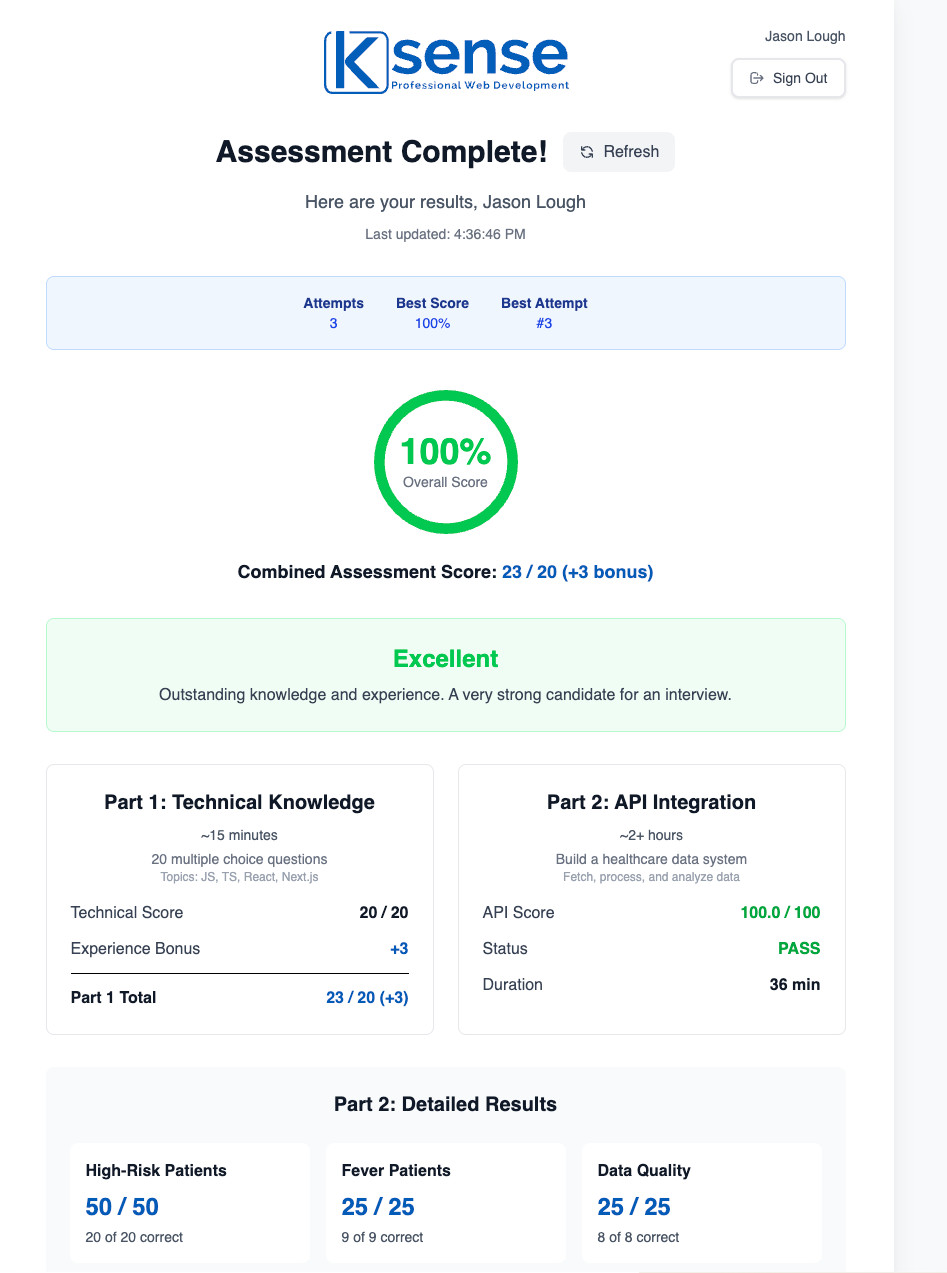 Ksense
Professional Web Development
Jason Lough
Sign Out
Assessment Complete!
Refresh
Here are your results, Jason Lough
Last updated: 4:36:46 PM
Attempts Best Score Best Attempt
3 100% #3
100%
Overall Score
Combined Assessment Score: 23 / 20 (+3 bonus)
Excellent
Outstanding knowledge and experience. A very strong candidate for an interview.
Part 1: Technical Knowledge
~15 minutes
20 multiple choice questions
Topics: JS, TS, React, Next.js
Technical Score 20 / 20
Experience Bonus +3
Part 1 Total 23 / 20 (+3)
Part 2: API Integration
~2+ hours
Build a healthcare data system
Fetch, process, and analyze data
API Score 100.0 / 100
Status PASS
Duration 36 min
Part 2: Detailed Results
High-Risk Patients
50 / 50
20 of 20 correct
Fever Patients
25 / 25
9 of 9 correct
Data Quality
25 / 25
8 of 8 correct